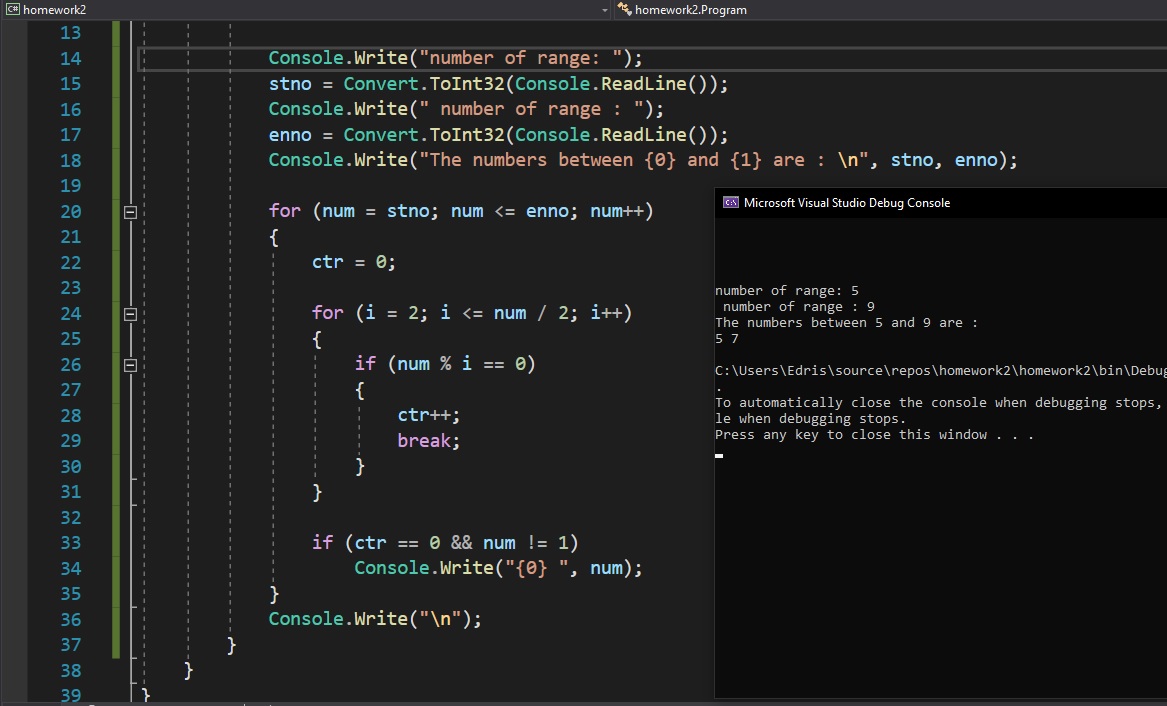 C# homework2
homework2.Program
13
14 Console.Write("number of range: ");
15 stno = Convert.ToInt32(Console.ReadLine());
16 Console.Write(" number of range : ");
17 enno = Convert.ToInt32(Console.ReadLine());
18 Console.Write("The numbers between {0} and {1} are : \n", stno, enno);
19
20 for (num = stno; num <= enno; num++)
21 {
22 ctr = 0;
23
24 for (i = 2; i <= num / 2; i++)
25 {
26 if (num % i == 0)
27 {
28 ctr++;
29 break;
30 }
31 }
32
33 if (ctr == 0 && num != 1)
34 Console.Write("{0} ", num);
35 }
36 Console.Write("\n");
37 }
38 }
39 }
Microsoft Visual Studio Debug Console
number of range: 5
number of range : 9
The numbers between 5 and 9 are :
5 7
C:\Users\Edris\source\repos\homework2\homework2\bin\Debug
.
To automatically close the console when debugging stops,
le when debugging stops.
Press any key to close this window . . .